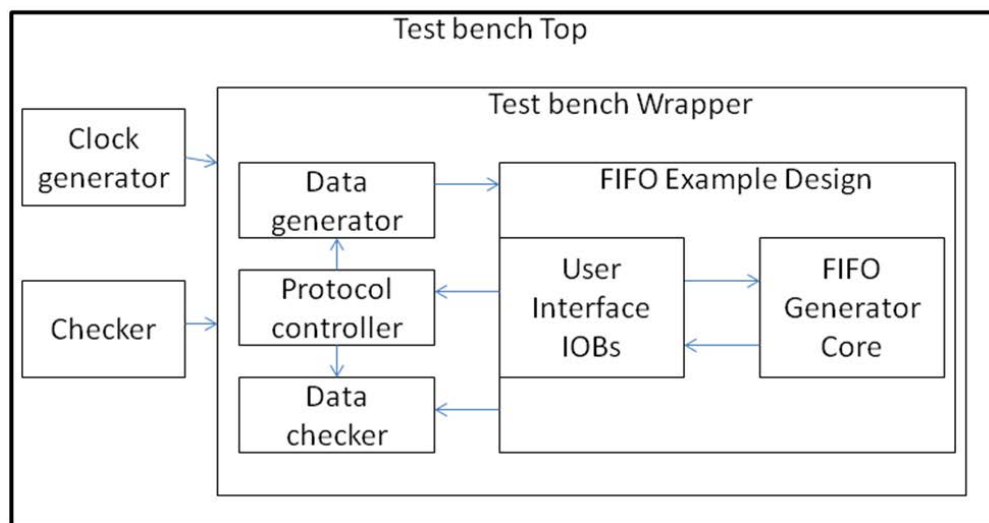 Test bench Top
Test bench Wrapper
Clock
generator
Data
generator
FIFO Example Design
Protocol
controller
User
Interface
IOBs
FIFO
Generator
Core
Checker
Data
checker